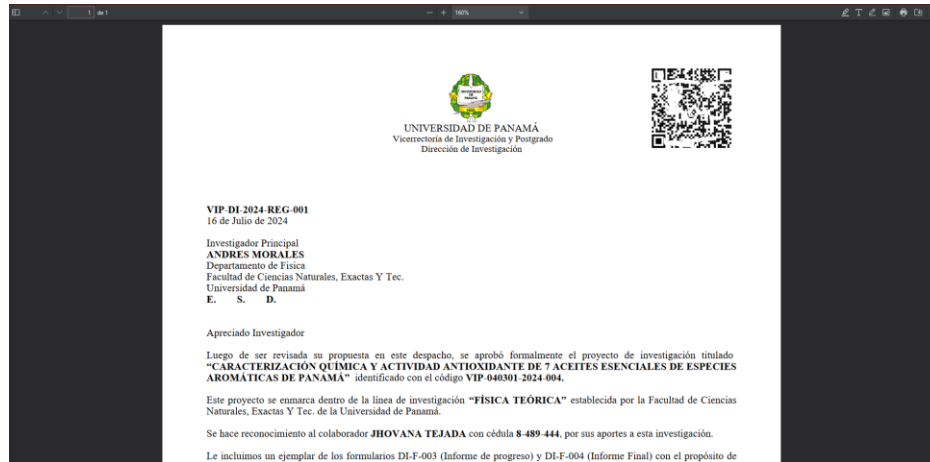 1 de 1
160%
UNIVERSIDAD DE PANAMÁ
Vicerrectoría de Investigación y Postgrado
Dirección de Investigación
VIP-DI-2024-REG-001
16 de Julio de 2024
Investigador Principal
ANDRES MORALES
Departamento de Fisica
Facultad de Ciencias Naturales, Exactas Y Tec.
Universidad de Panamá
E. S. D.
Apreciado Investigador
Luego de ser revisada su propuesta en este despacho, se aprobó formalmente el proyecto de investigación titulado
“CARACTERIZACIÓN QUÍMICA Y ACTIVIDAD ANTIOXIDANTE DE 7 ACEITES ESENCIALES DE ESPECIES
AROMÁTICAS DE PANAMÁ” identificado con el código VIP-040301-2024-004.
Este proyecto se enmarca dentro de la línea de investigación “FÍSICA TEÓRICA” establecida por la Facultad de Ciencias
Naturales, Exactas Y Tec. de la Universidad de Panamá.
Se hace reconocimiento al colaborador JHOVANA TEJADA con cédula 8-489-444, por sus aportes a esta investigación.
Le incluimos un ejemplar de los formularios DI-F-003 (Informe de progreso) y DI-F-004 (Informe Final) con el propósito de